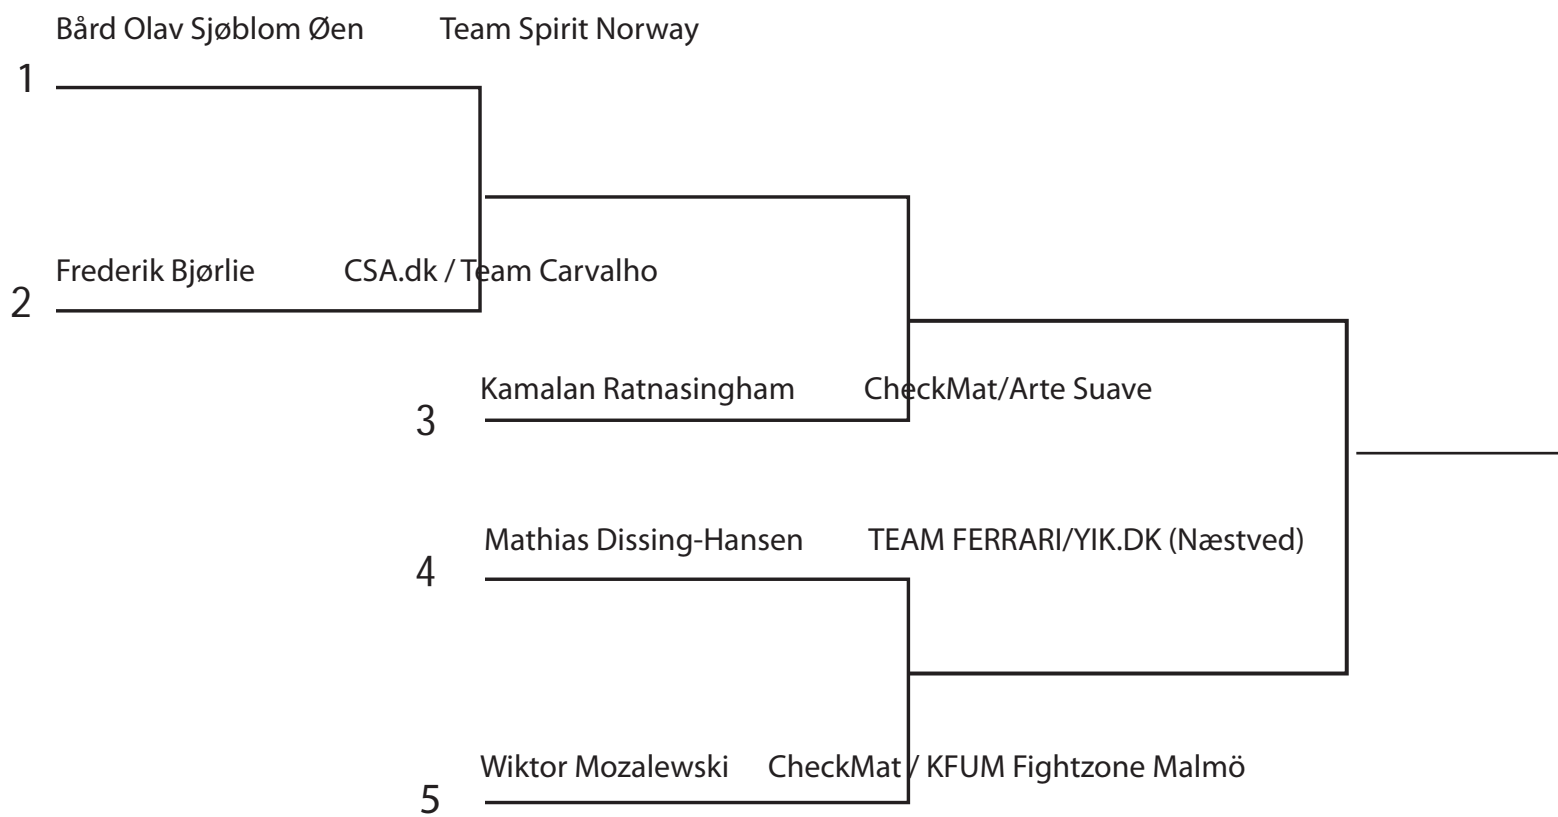 Bård Olav Sjøblom Øen Team Spirit Norway
1
Frederik Bjørlie CSA.dk / Team Carvalho
2
Kamalan Ratnasingham CheckMat/Arte Suave
3
Mathias Dissing-Hansen TEAM FERRARI/YIK.DK (Næstved)
4
Wiktor Mozalewski CheckMat / KFUM Fightzone Malmö
5